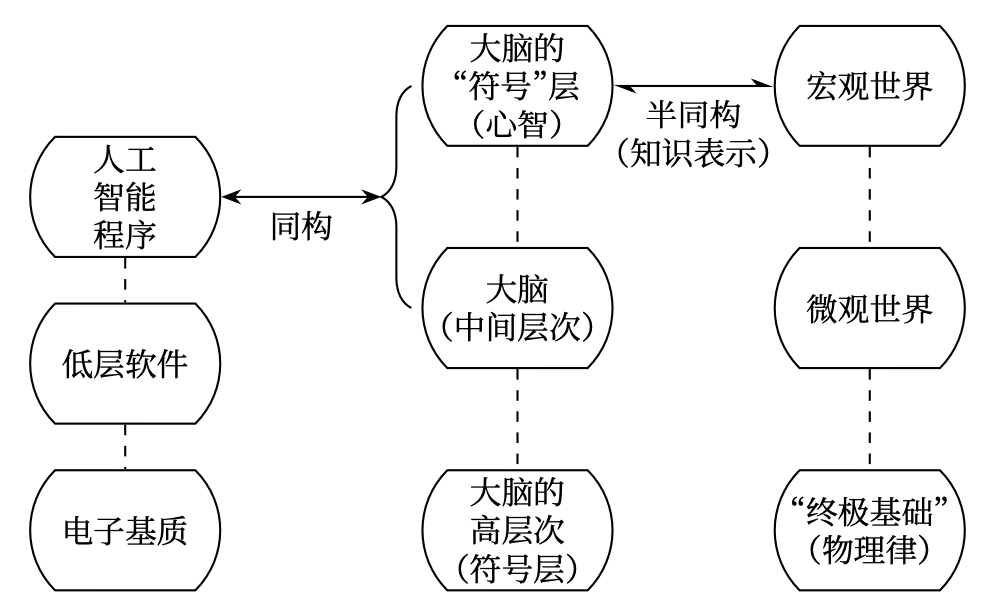 大脑的
“符号”层
（心智）
半同构
（知识表示）
宏观世界
人工
智能
程序
同构
大脑
（中间层次）
微观世界
低层软件
电子基质
大脑的
高层次
（符号层）
“终极基础”
（物理律）